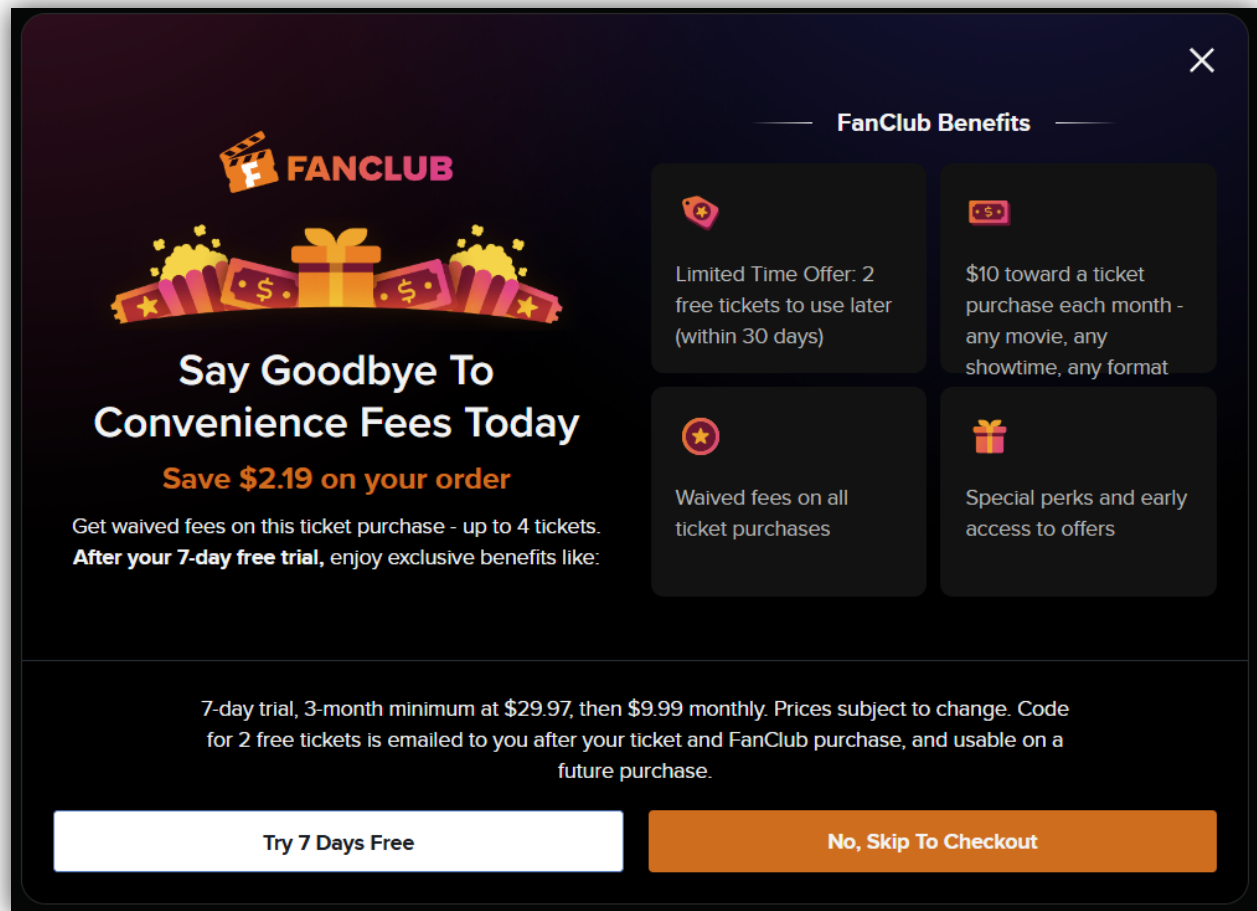 FANCLUB
Say Goodbye To
Convenience Fees Today
Save $2.19 on your order
Get waived fees on this ticket purchase - up to 4 tickets.
After your 7-day free trial, enjoy exclusive benefits like:
FanClub Benefits
Limited Time Offer: 2
free tickets to use later
(within 30 days)
$10 toward a ticket
purchase each month -
any movie, any
showtime, any format
Waived fees on all
ticket purchases
Special perks and early
access to offers
7-day trial, 3-month minimum at $29.97, then $9.99 monthly. Prices subject to change. Code
for 2 free tickets is emailed to you after your ticket and FanClub purchase, and usable on a
future purchase.
Try 7 Days Free
No, Skip To Checkout